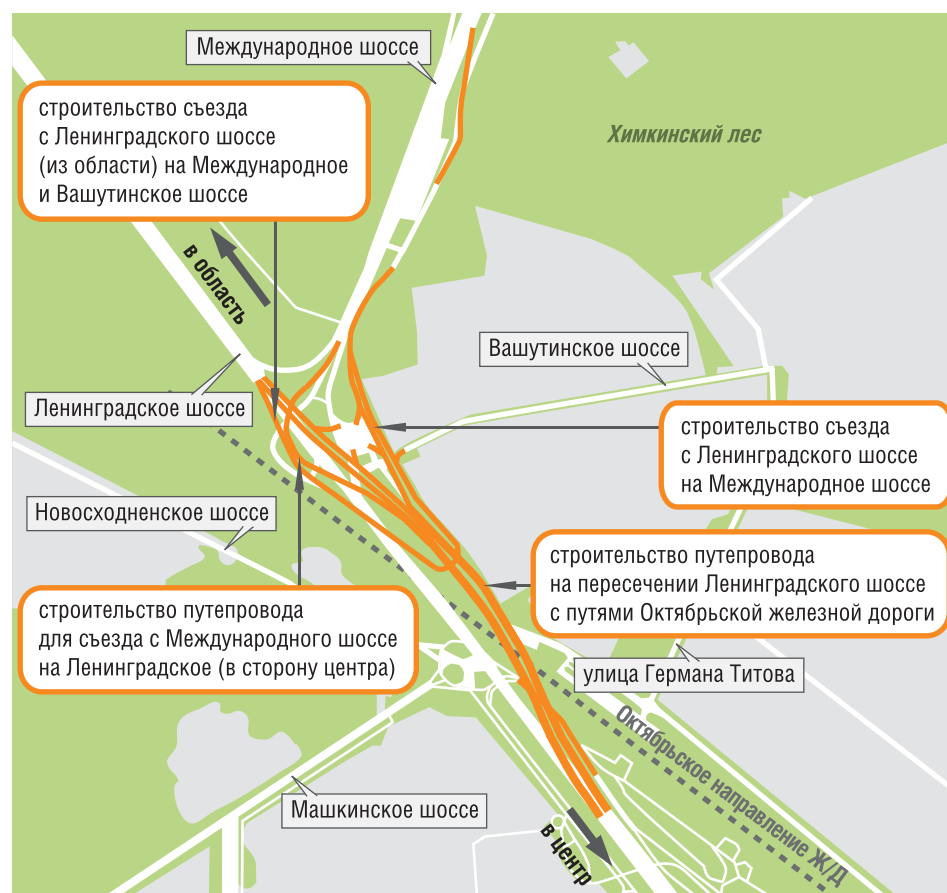 Международное шоссе
строительство съезда
с Ленинградского шоссе
(из области) на Международное
и Вашутинское шоссе
Химкинский лес
в область
Вашутинское шоссе
Ленинградское шоссе
строительство съезда
с Ленинградского шоссе
на Международное шоссе
Новосходненское шоссе
строительство путепровода
на пересечении Ленинградского шоссе
с путями Октябрьской железной дороги
строительство путепровода
для съезда с Международного шоссе
на Ленинградское (в сторону центра)
улица Германа Титова
Октябрьское направление Ж/Д
Машкинское шоссе
в центр